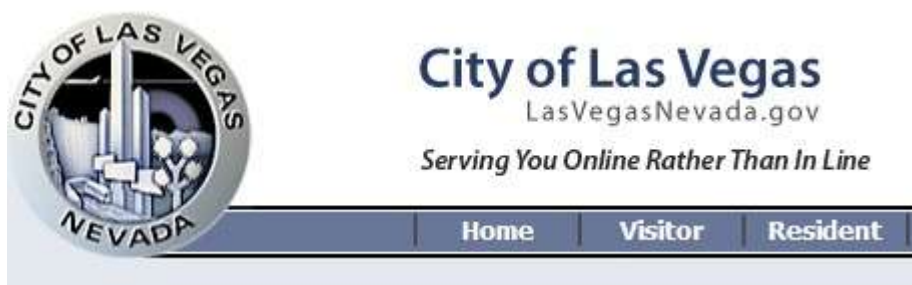 CITY OF LAS VEGAS
NEVADA
City of Las Vegas
LasVegasNevada.gov
Serving You Online Rather Than In Line
Home Visitor Resident